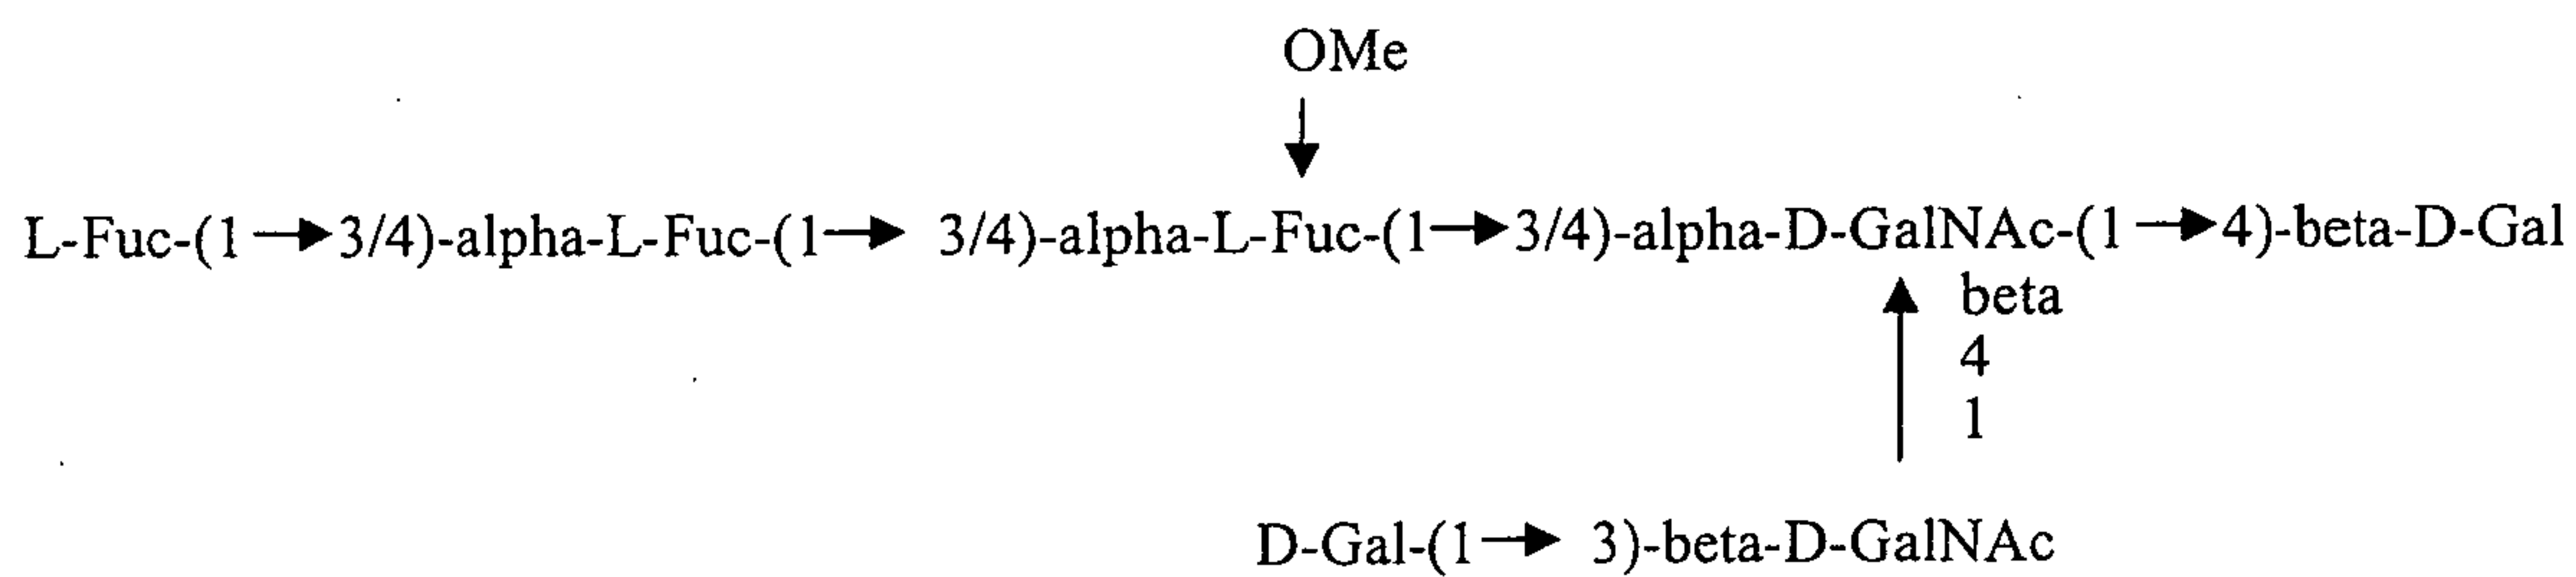 OMe
L-Fuc-(1→3/4)-alpha-L-Fuc-(1→ 3/4)-alpha-L-Fuc-(1→3/4)-alpha-D-GalNAc-(1→4)-beta-D-Gal
beta
4
1
D-Gal-(1→ 3)-beta-D-GalNAc